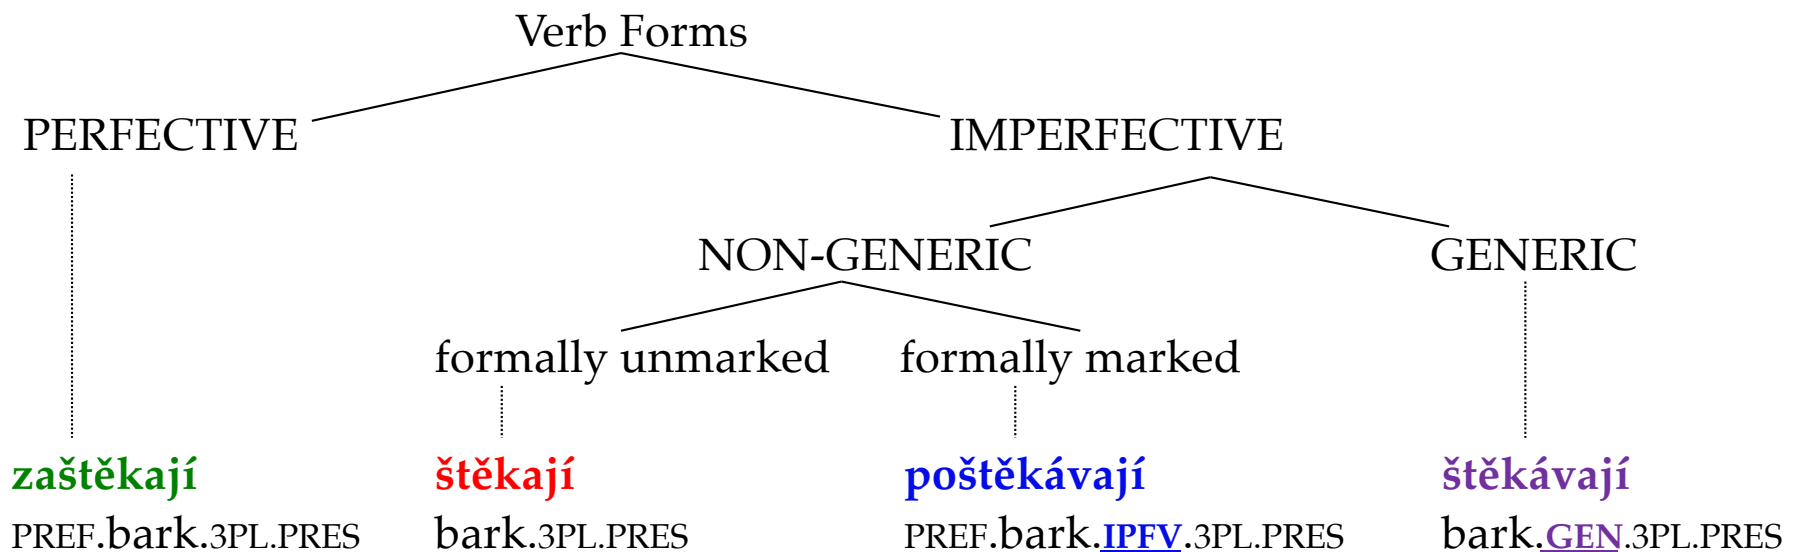 Verb Forms
PERFECTIVE IMPERFECTIVE
NON-GENERIC GENERIC
formally unmarked formally marked
zaštěkají štěkají poštěkávají štěkávají
PREF.bark.3PL.PRES bark.3PL.PRES PREF.bark.IPFV.3PL.PRES bark.GEN.3PL.PRES